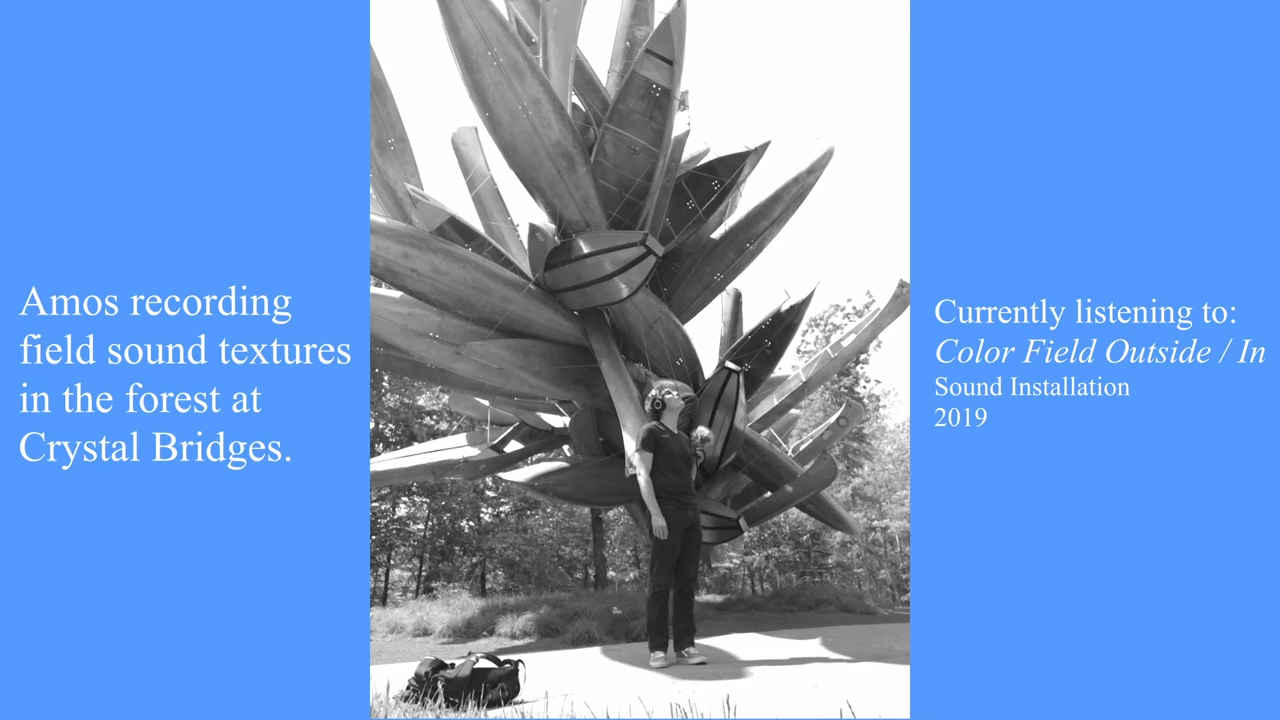 Amos recording
field sound textures
in the forest at
Crystal Bridges.
Currently listening to:
Color Field Outside / In
Sound Installation
2019